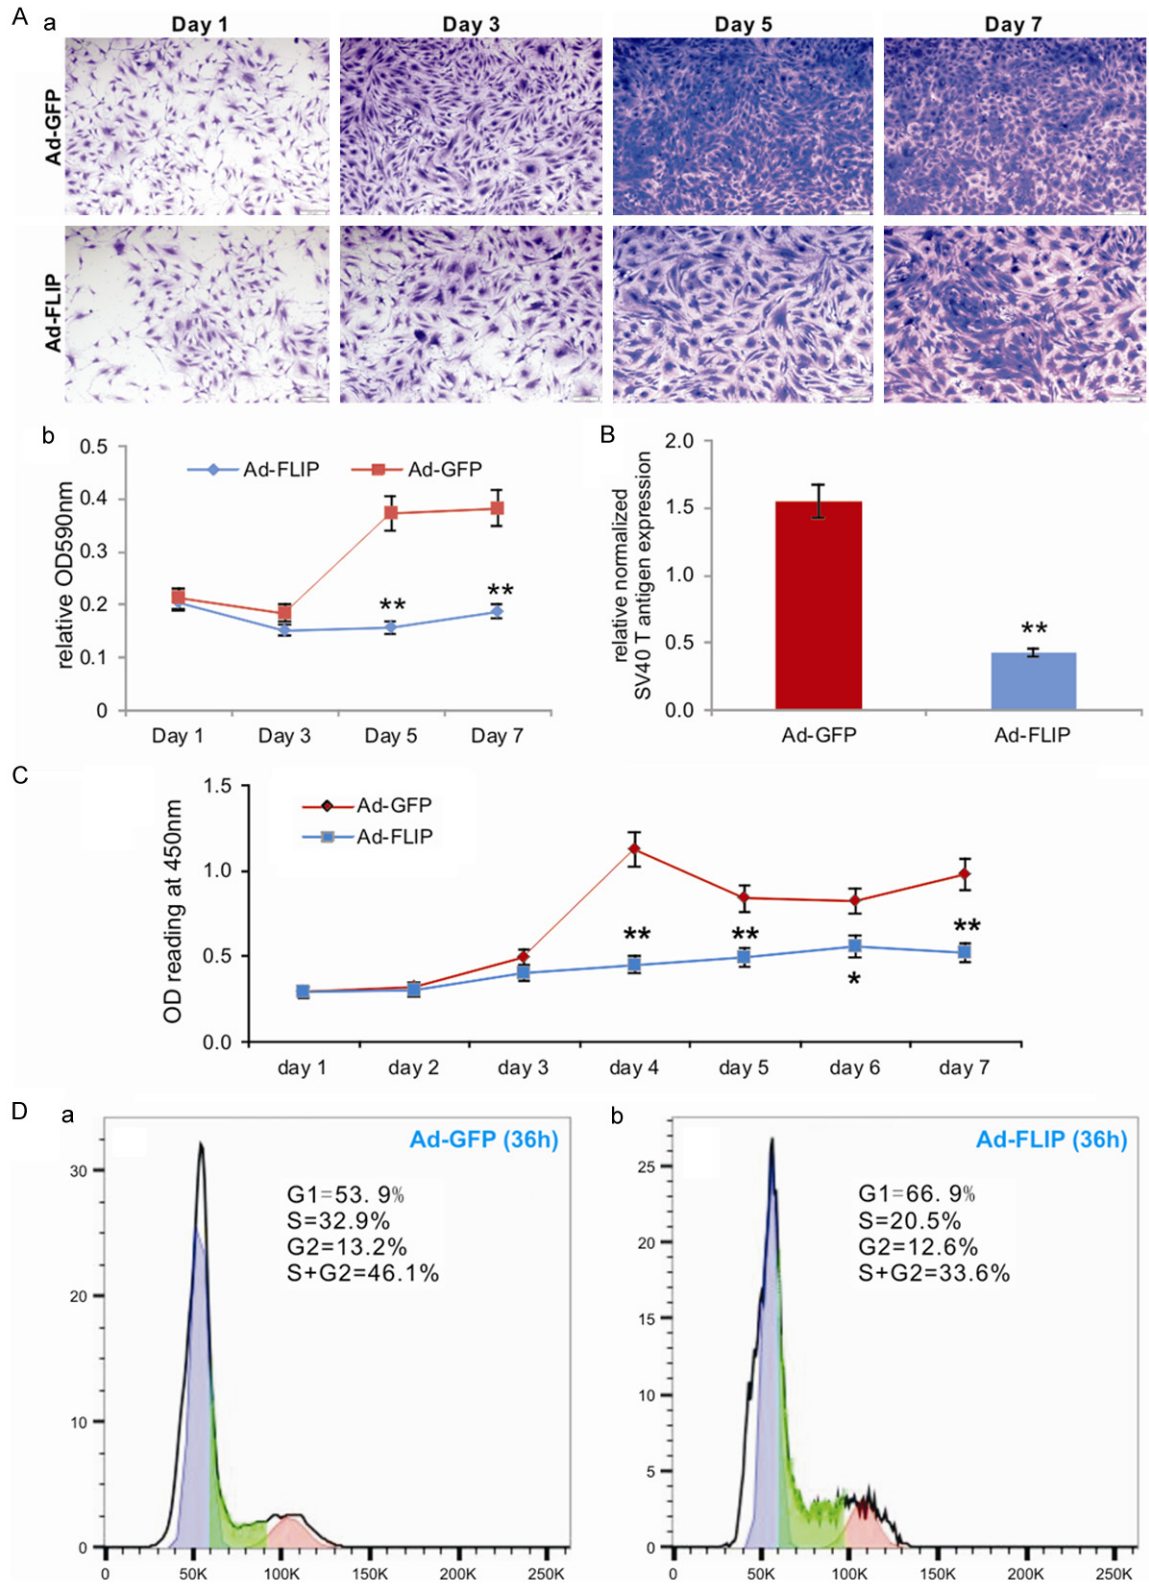 A
a
Day 1
Day 3
Day 5
Day 7
Ad-GFP
Ad-FLIP
b
relative OD590nm
0.5
0.4
0.3
0.2
0.1
0
Ad-FLIP
Ad-GFP
**
**
Day 1
Day 3
Day 5
Day 7
B
relative normalized
SV40 T antigen expression
2.0
1.5
1.0
0.5
0.0
**
Ad-GFP
Ad-FLIP
C
OD reading at 450nm
1.5
1.0
0.5
0.0
Ad-GFP
Ad-FLIP
**
**
*
**
day 1
day 2
day 3
day 4
day 5
day 6
day 7
D
a
Ad-GFP (36h)
G1=53. 9%
S=32.9%
G2=13.2%
S+G2=46.1%
30
20
10
0
0
50K
100K
150K
200K
250K
b
Ad-FLIP (36h)
G1=66. 9%
S=20.5%
G2=12.6%
S+G2=33.6%
25
20
15
10
5
0
0
50K
100K
150K
200K
250K